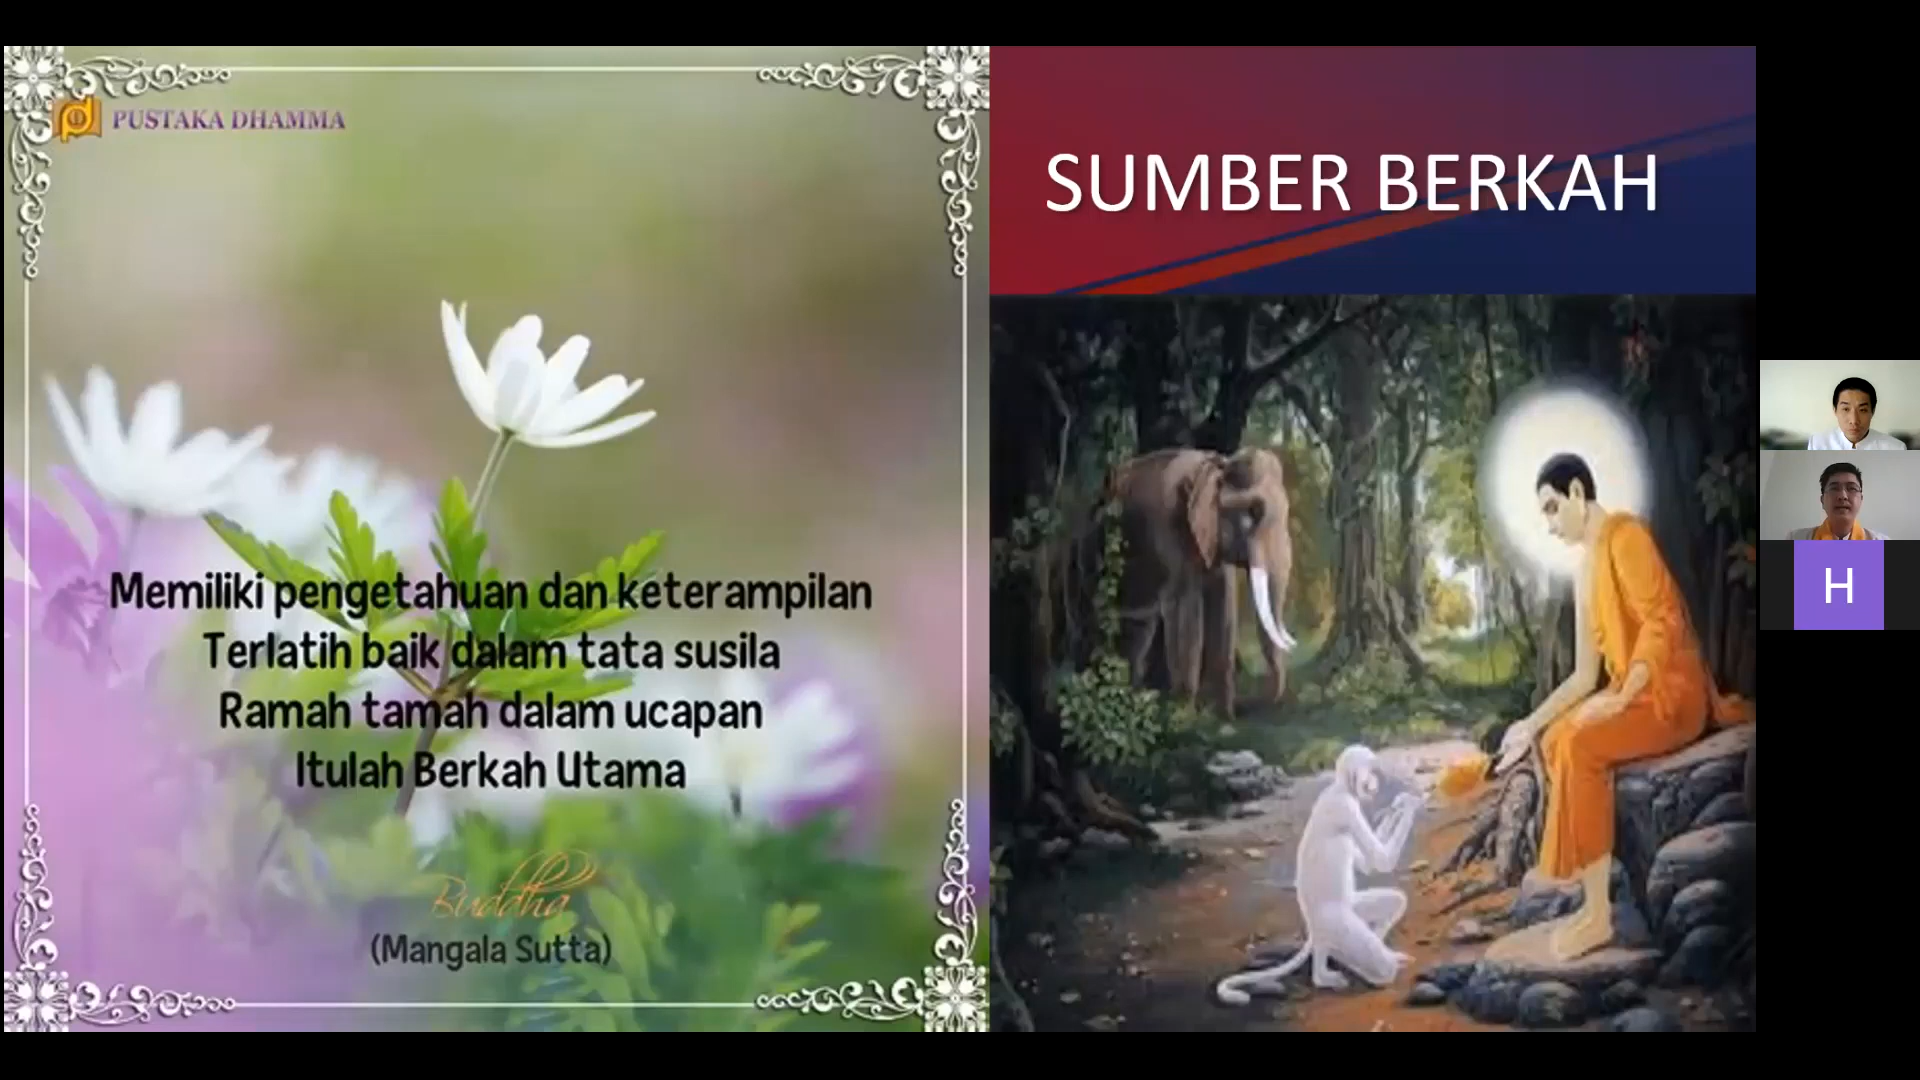 PUSTAKA DHAMMA
Memiliki pengetahuan dan keterampilan
Terlatih baik dalam tata susila
Ramah tamah dalam ucapan
Itulah Berkah Utama
Buddha
(Mangala Sutta)
SUMBER BERKAH
H